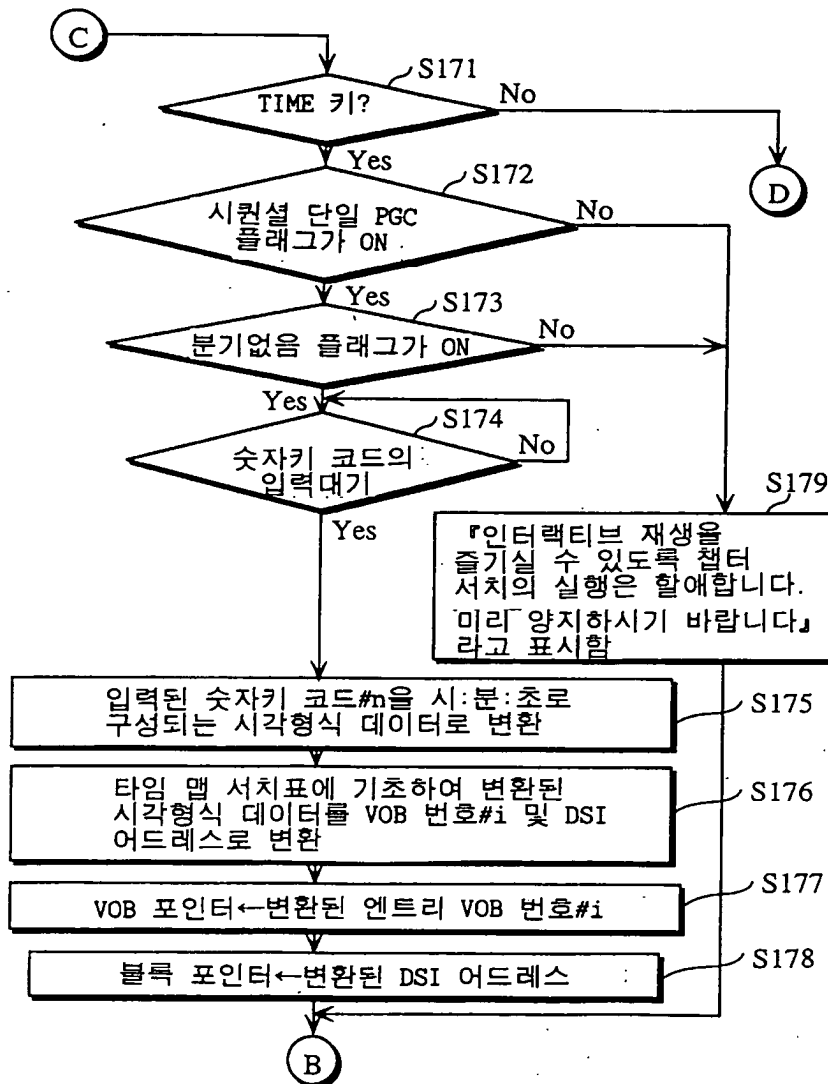 C
S171
TIME 키?
No
Yes
D
S172
시퀀셜 단일 PGC
플래그가 ON
No
Yes
S173
분기없음 플래그가 ON
No
Yes
S174
숫자키 코드의
입력대기
No
Yes
S179
『인터랙티브 재생을
즐기실 수 있도록 챕터
서치의 실행은 할애합니다.
미리 양지하시기 바랍니다』
라고 표시함
입력된 숫자키 코드#n을 시:분:초로
구성되는 시각형식 데이터로 변환
S175
타임 맵 서치표에 기초하여 변환된
시각형식 데이터를 VOB 번호#i 및 DSI
어드레스로 변환
S176
VOB 포인터←변환된 엔트리 VOB 번호#i
S177
블록 포인터←변환된 DSI 어드레스
S178
B